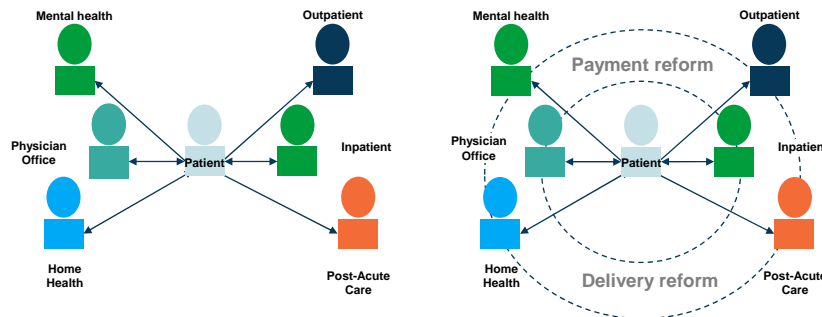 Mental health
Outpatient
Physician
Office
Patient
Inpatient
Home
Health
Post-Acute
Care
Mental health
Outpatient
Payment reform
Physician
Office
Patient
Inpatient
Home
Health
Delivery reform
Post-Acute
Care